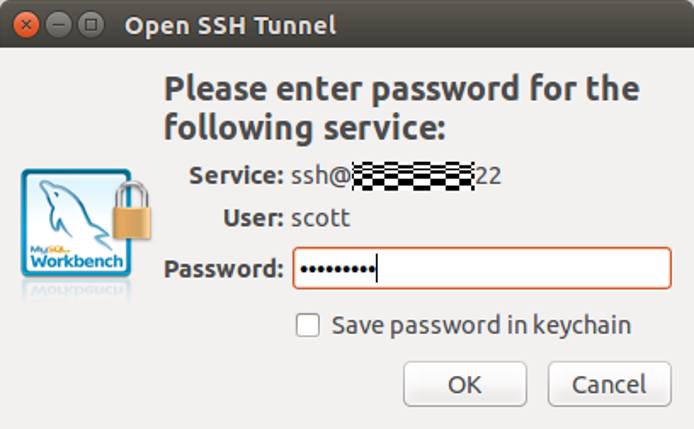 Open SSH Tunnel
Please enter password for the
following service:
Service: ssh@ 22
User: scott
MySQL
Workbench
Password: •••••••••
Save password in keychain
OK Cancel